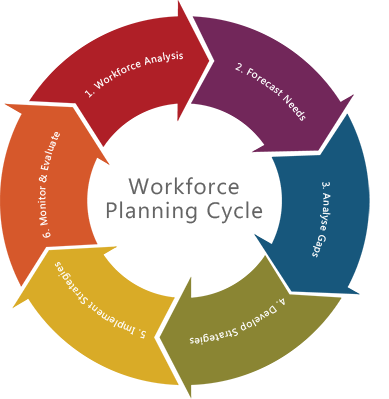 1. Workforce Analysis
2. Forecast Needs
3. Analyse Gaps
4. Develop Strategies
5. Implement Strategies
6. Monitor & Evaluate
Workforce
Planning Cycle